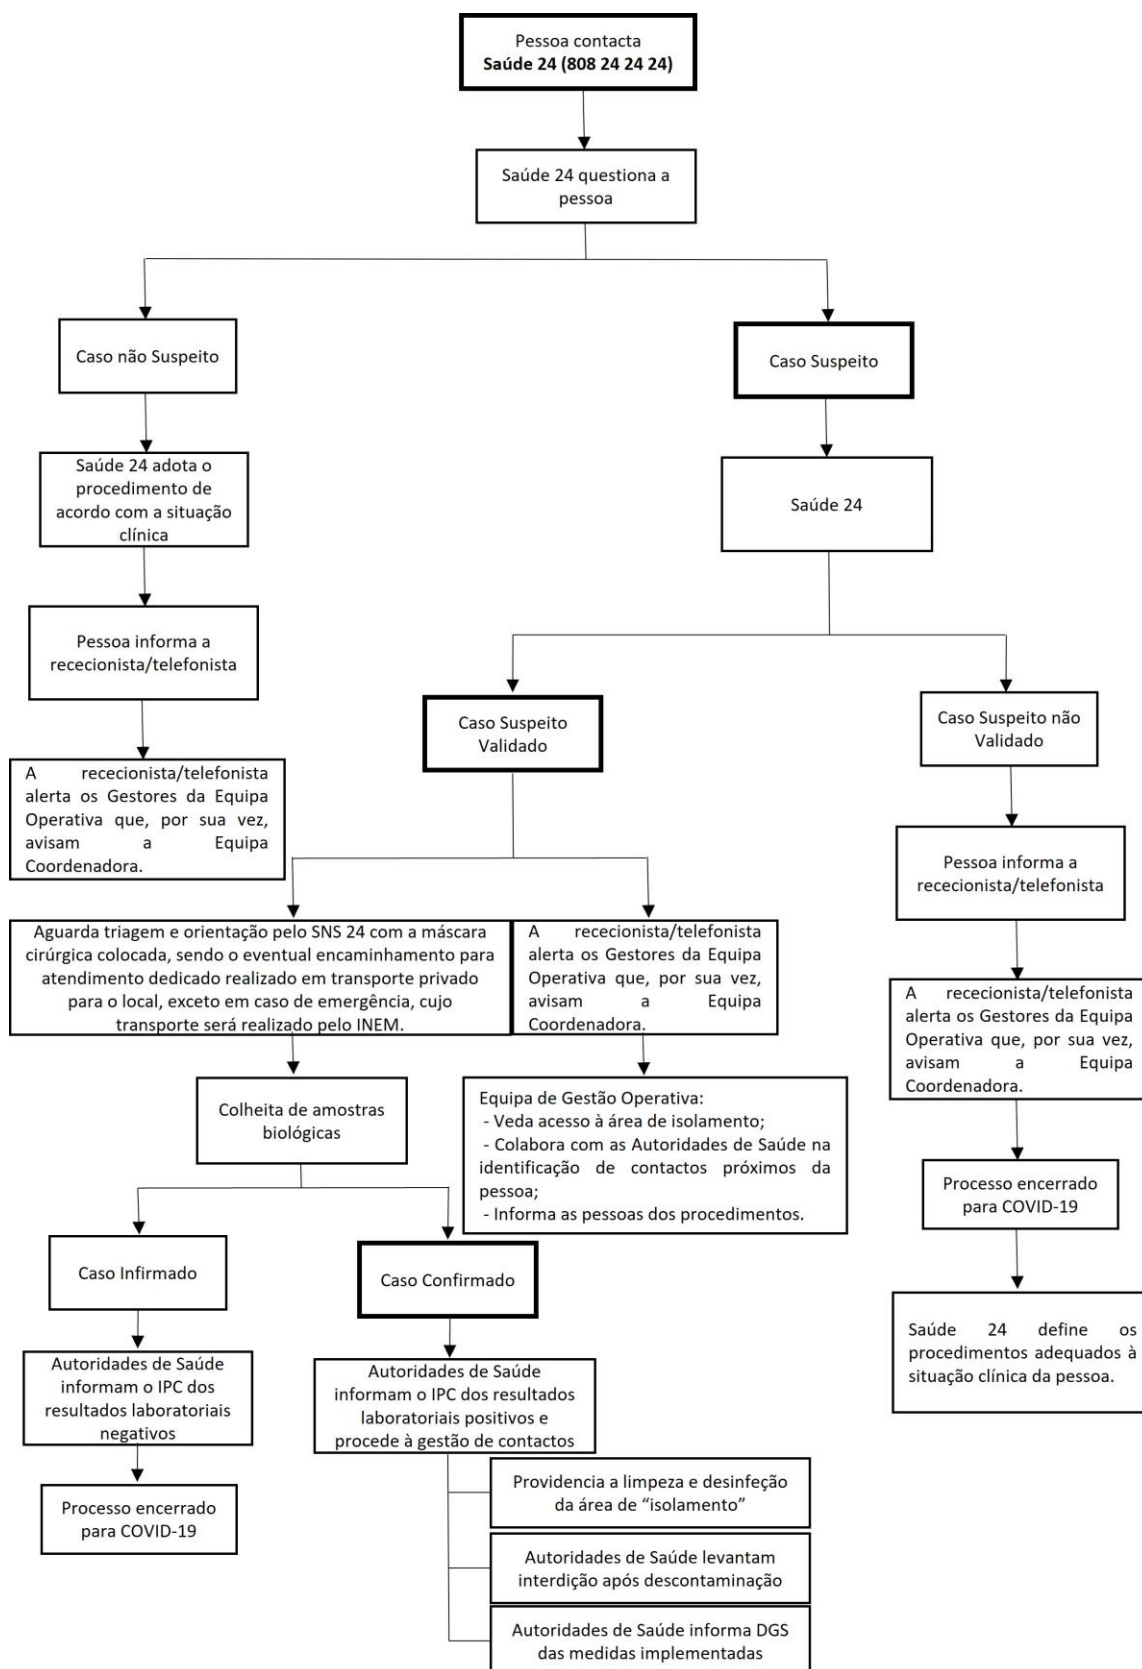 Pessoa contacta
Saúde 24 (808 24 24 24)
Saúde 24 questiona a
pessoa
Caso não Suspeito
Caso Suspeito
Saúde 24 adota o
procedimento de
acordo com a situação
clínica
Saúde 24
Pessoa informa a
rececionista/telefonista
Caso Suspeito
Validado
Caso Suspeito não
Validado
A rececionista/telefonista
alerta os Gestores da Equipa
Operativa que, por sua vez,
avisam a Equipa
Coordenadora.
Pessoa informa a
rececionista/telefonista
Aguarda triagem e orientação pelo SNS 24 com a máscara
cirúrgica colocada, sendo o eventual encaminhamento para
atendimento dedicado realizado em transporte privado
para o local, exceto em caso de emergência, cujo
transporte será realizado pelo INEM.
A rececionista/telefonista
alerta os Gestores da Equipa
Operativa que, por sua vez,
avisam a Equipa
Coordenadora.
A rececionista/telefonista
alerta os Gestores da Equipa
Operativa que, por sua vez,
avisam a Equipa
Coordenadora.
Colheita de amostras
biológicas
Equipa de Gestão Operativa:
- Veda acesso à área de isolamento;
- Colabora com as Autoridades de Saúde na
identificação de contactos próximos da
pessoa;
- Informa as pessoas dos procedimentos.
Processo encerrado
para COVID-19
Caso Infirmado
Caso Confirmado
Saúde 24 define os
procedimentos adequados à
situação clínica da pessoa.
Autoridades de Saúde
informam o IPC dos
resultados laboratoriais
negativos
Autoridades de Saúde
informam o IPC dos resultados
laboratoriais positivos e
procede à gestão de contactos
Processo encerrado
para COVID-19
Providencia a limpeza e desinfeção
da área de “isolamento”
Autoridades de Saúde levantam
interdição após descontaminação
Autoridades de Saúde informa DGS
das medidas implementadas